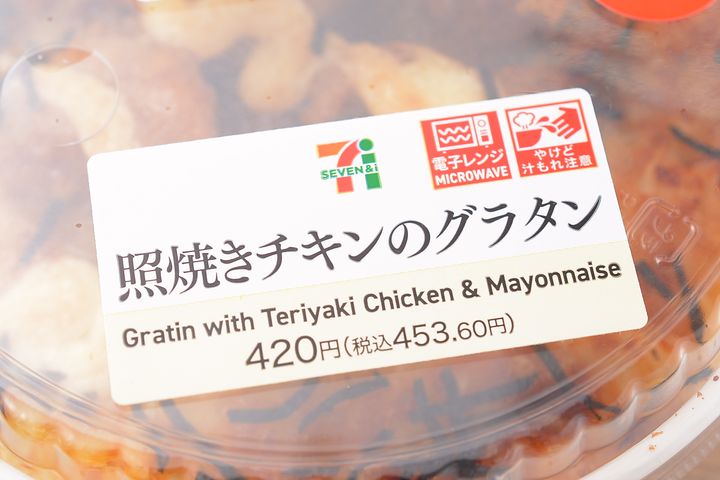 SEVEN&i
電子レンジ
MICROWAVE
やけど
汁もれ注意
照焼きチキンのグラタン
Gratin with Teriyaki Chicken & Mayonnaise
420円(税込453.60円)